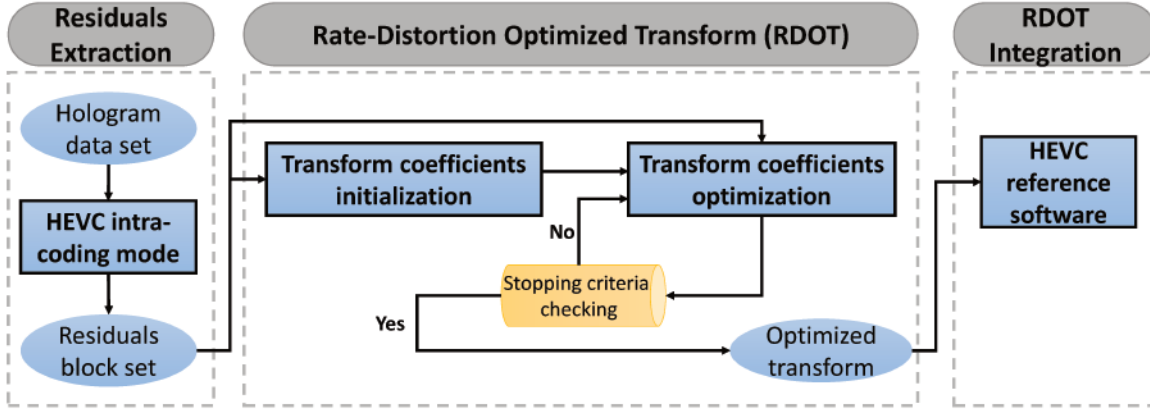 Residuals
Extraction
Rate-Distortion Optimized Transform (RDOT)
RDOT
Integration
Hologram
data set
HEVC intra-
coding mode
Residuals
block set
Transform coefficients
initialization
Transform coefficients
optimization
No
Stopping criteria
checking
Yes
Optimized
transform
HEVC
reference
software